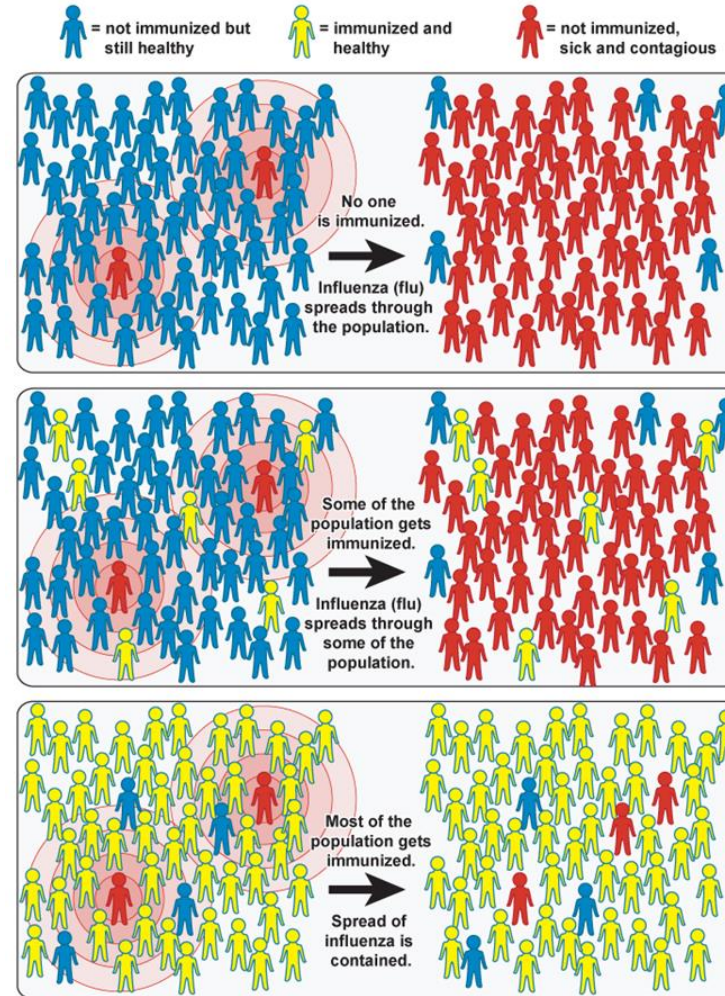 = not immunized but
still healthy
= immunized and
healthy
= not immunized,
sick and contagious
No one
is immunized.
Influenza (flu)
spreads through
the population.
Some of the
population gets
immunized.
Influenza (flu)
spreads through
some of the
population.
Most of the
population gets
immunized.
Spread of
influenza is
contained.